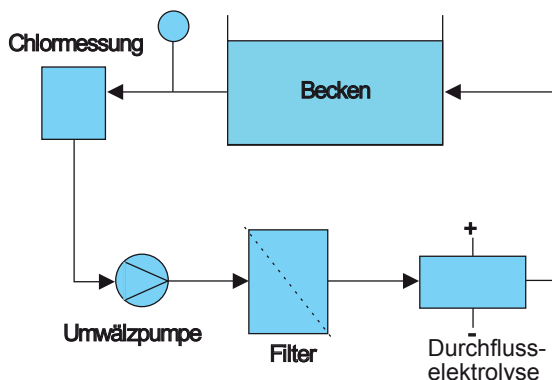 Chlormessung
Becken
+
Umwälzpumpe
Filter
-
Durchfluss-
elektrolyse